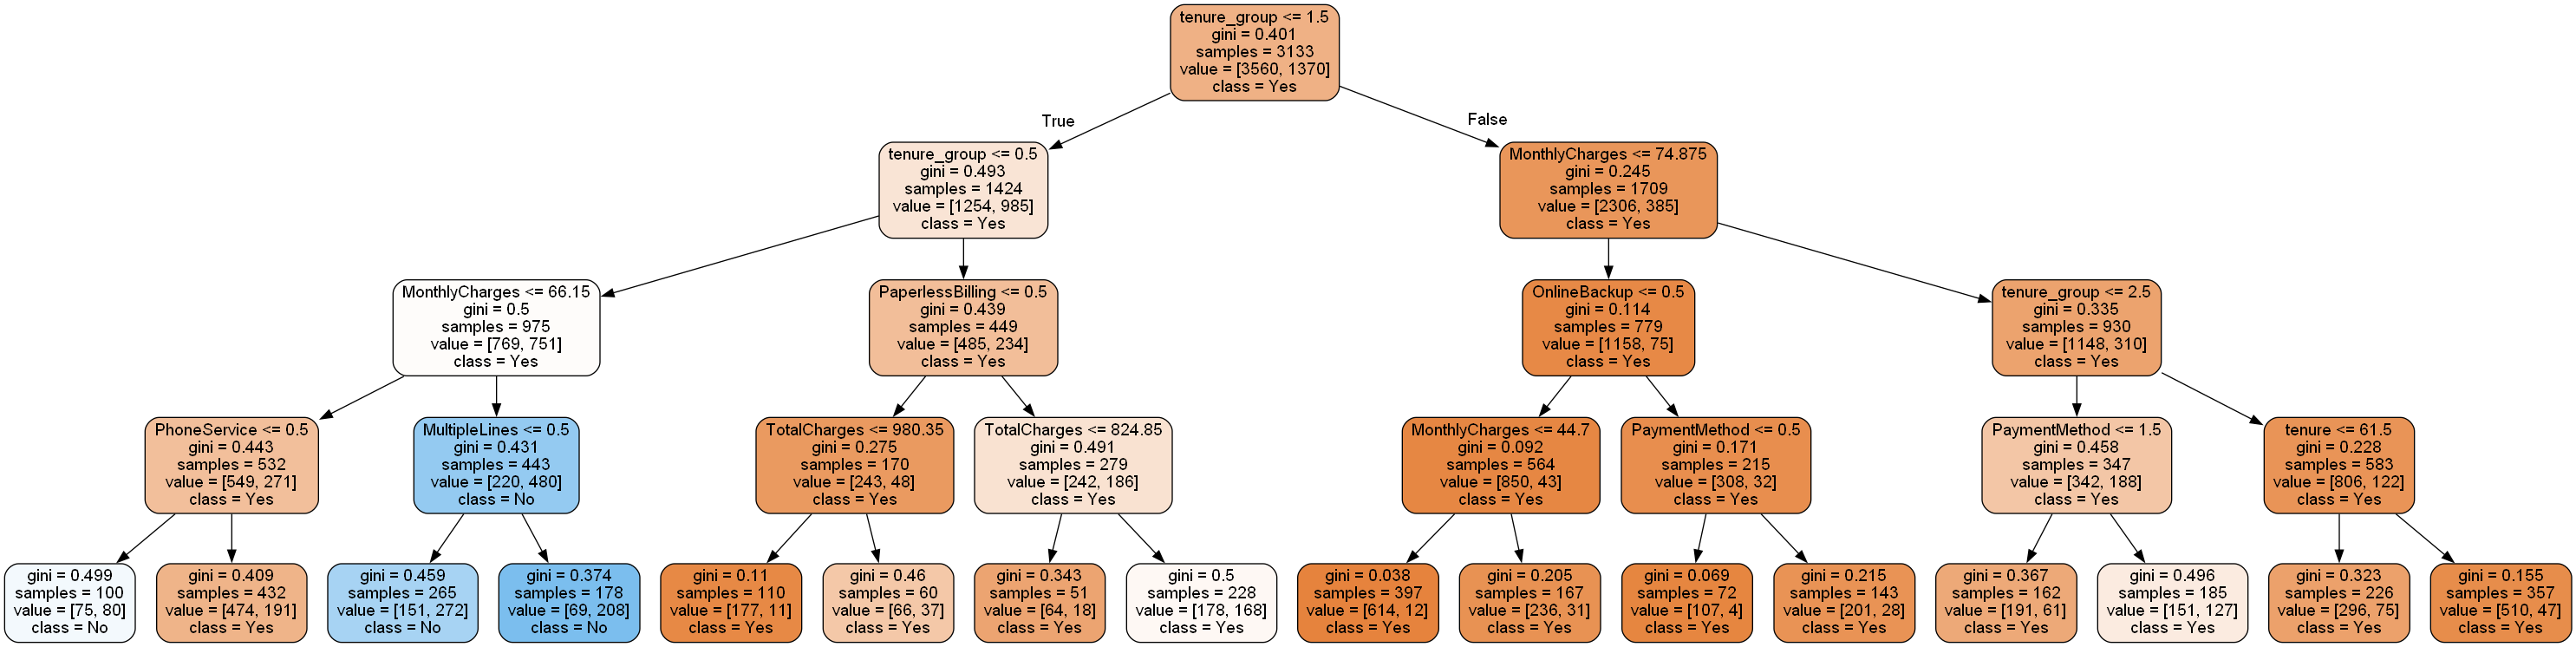 tenure_group <= 1.5
gini = 0.401
samples = 3133
value = [3560, 1370]
class = Yes
True
False
tenure_group <= 0.5
gini = 0.493
samples = 1424
value = [1254, 985]
class = Yes
MonthlyCharges <= 74.875
gini = 0.245
samples = 1709
value = [2306, 385]
class = Yes
MonthlyCharges <= 66.15
gini = 0.5
samples = 975
value = [769, 751]
class = Yes
PaperlessBilling <= 0.5
gini = 0.439
samples = 449
value = [485, 234]
class = Yes
OnlineBackup <= 0.5
gini = 0.114
samples = 779
value = [1158, 75]
class = Yes
tenure_group <= 2.5
gini = 0.335
samples = 930
value = [1148, 310]
class = Yes
PhoneService <= 0.5
gini = 0.443
samples = 532
value = [549, 271]
class = Yes
MultipleLines <= 0.5
gini = 0.431
samples = 443
value = [220, 480]
class = No
TotalCharges <= 980.35
gini = 0.275
samples = 170
value = [243, 48]
class = Yes
TotalCharges <= 824.85
gini = 0.491
samples = 279
value = [242, 186]
class = Yes
MonthlyCharges <= 44.7
gini = 0.092
samples = 564
value = [850, 43]
class = Yes
PaymentMethod <= 0.5
gini = 0.171
samples = 215
value = [308, 32]
class = Yes
PaymentMethod <= 1.5
gini = 0.458
samples = 347
value = [342, 188]
class = Yes
tenure <= 61.5
gini = 0.228
samples = 583
value = [806, 122]
class = Yes
gini = 0.499
samples = 100
value = [75, 80]
class = No
gini = 0.409
samples = 432
value = [474, 191]
class = Yes
gini = 0.459
samples = 265
value = [151, 272]
class = No
gini = 0.374
samples = 178
value = [69, 208]
class = No
gini = 0.11
samples = 110
value = [177, 11]
class = Yes
gini = 0.46
samples = 60
value = [66, 37]
class = Yes
gini = 0.343
samples = 51
value = [64, 18]
class = Yes
gini = 0.5
samples = 228
value = [178, 168]
class = Yes
gini = 0.038
samples = 397
value = [614, 12]
class = Yes
gini = 0.205
samples = 167
value = [236, 31]
class = Yes
gini = 0.069
samples = 72
value = [107, 4]
class = Yes
gini = 0.215
samples = 143
value = [201, 28]
class = Yes
gini = 0.367
samples = 162
value = [191, 61]
class = Yes
gini = 0.496
samples = 185
value = [151, 127]
class = Yes
gini = 0.323
samples = 226
value = [296, 75]
class = Yes
gini = 0.155
samples = 357
value = [510, 47]
class = Yes